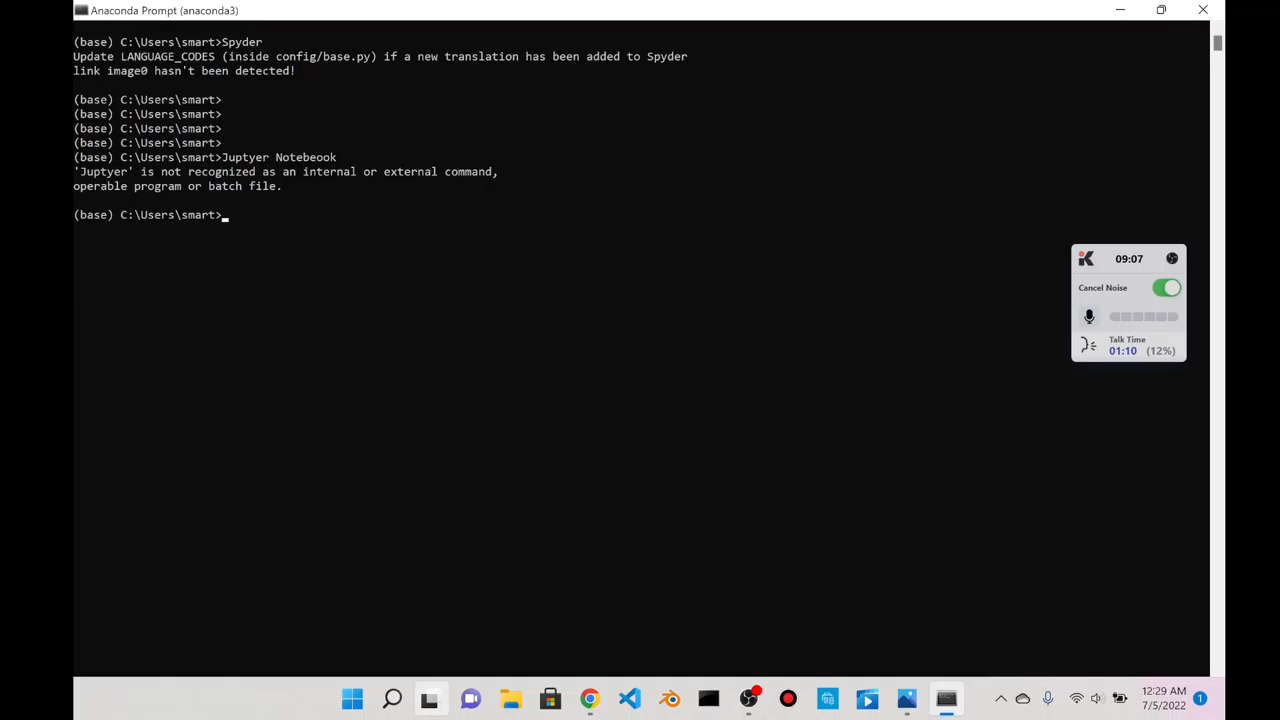 Anaconda Prompt (anaconda3)
(base) C:\Users\smart>Spyder
Update LANGUAGE_CODES (inside config/base.py) if a new translation has been added to Spyder
link image0 hasn't been detected!
(base) C:\Users\smart>
(base) C:\Users\smart>
(base) C:\Users\smart>
(base) C:\Users\smart>
(base) C:\Users\smart>Juptyer Notebeook
'Juptyer' is not recognized as an internal or external command,
operable program or batch file.
(base) C:\Users\smart>
09:07
Cancel Noise
Talk Time
01:10 (12%)
12:29 AM
7/5/2022
1